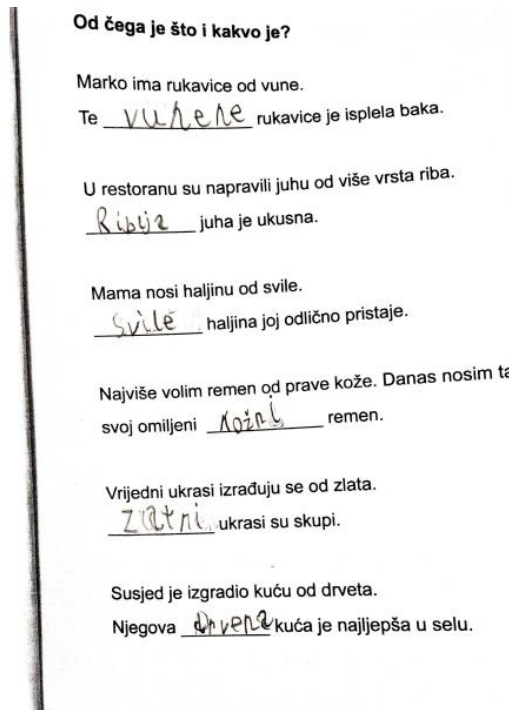 Od čega je što i kakvo je?
Marko ima rukavice od vune.
Te vunene rukavice je isplela baka.
U restoranu su napravili juhu od više vrsta riba.
Riblja juha je ukusna.
Mama nosi haljinu od svile.
Svile haljina joj odlično pristaje.
Najviše volim remen od prave kože. Danas nosim ta
svoj omiljeni kožni remen.
Vrijedni ukrasi izrađuju se od zlata.
Zlatni ukrasi su skupi.
Susjed je izgradio kuću od drveta.
Njegova drvena kuća je najljepša u selu.